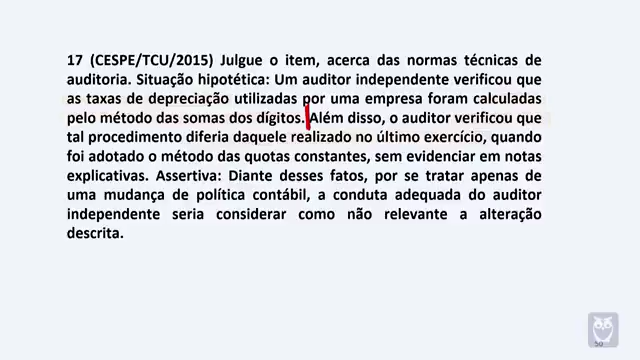 17 (CESPE/TCU/2015) Julgue o item, acerca das normas técnicas de
auditoria. Situação hipotética: Um auditor independente verificou que
as taxas de depreciação utilizadas por uma empresa foram calculadas
pelo método das somas dos dígitos. Além disso, o auditor verificou que
tal procedimento diferia daquele realizado no último exercício, quando
foi adotado o método das quotas constantes, sem evidenciar em notas
explicativas. Assertiva: Diante desses fatos, por se tratar apenas de
uma mudança de política contábil, a conduta adequada do auditor
independente seria considerar como não relevante a alteração
descrita.
50